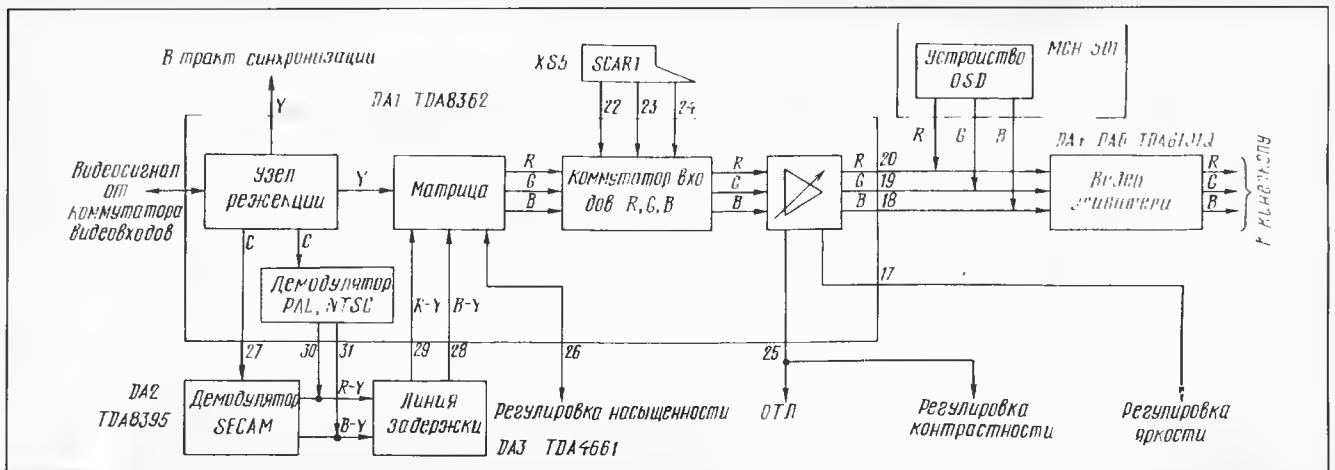 В тракт синхронизации
Y
DA1 TDA8362
XS5
SCART
22
23
24
МСН 501
Устройство
OSD
R
G
B
Видеосигнал
от
коммутатора
видеовходов
Узел
режекции
Y
Матрица
R
G
B
Коммутатор вхо
дов R,G,B
R
G
B
R
G
B
20
19
18
R
G
B
C
C
Демодулятор
PAL, NTSC
R-Y
B-Y
17
27
30
31
29
28
26
25
DA2
TDA8395
Демодулятор
SECAM
R-Y
B-Y
Линия
задержки
DA3 TDA4661
Регулировка насыщенности
ОТЛ
Регулировка
контрастности
Регулировка
яркости